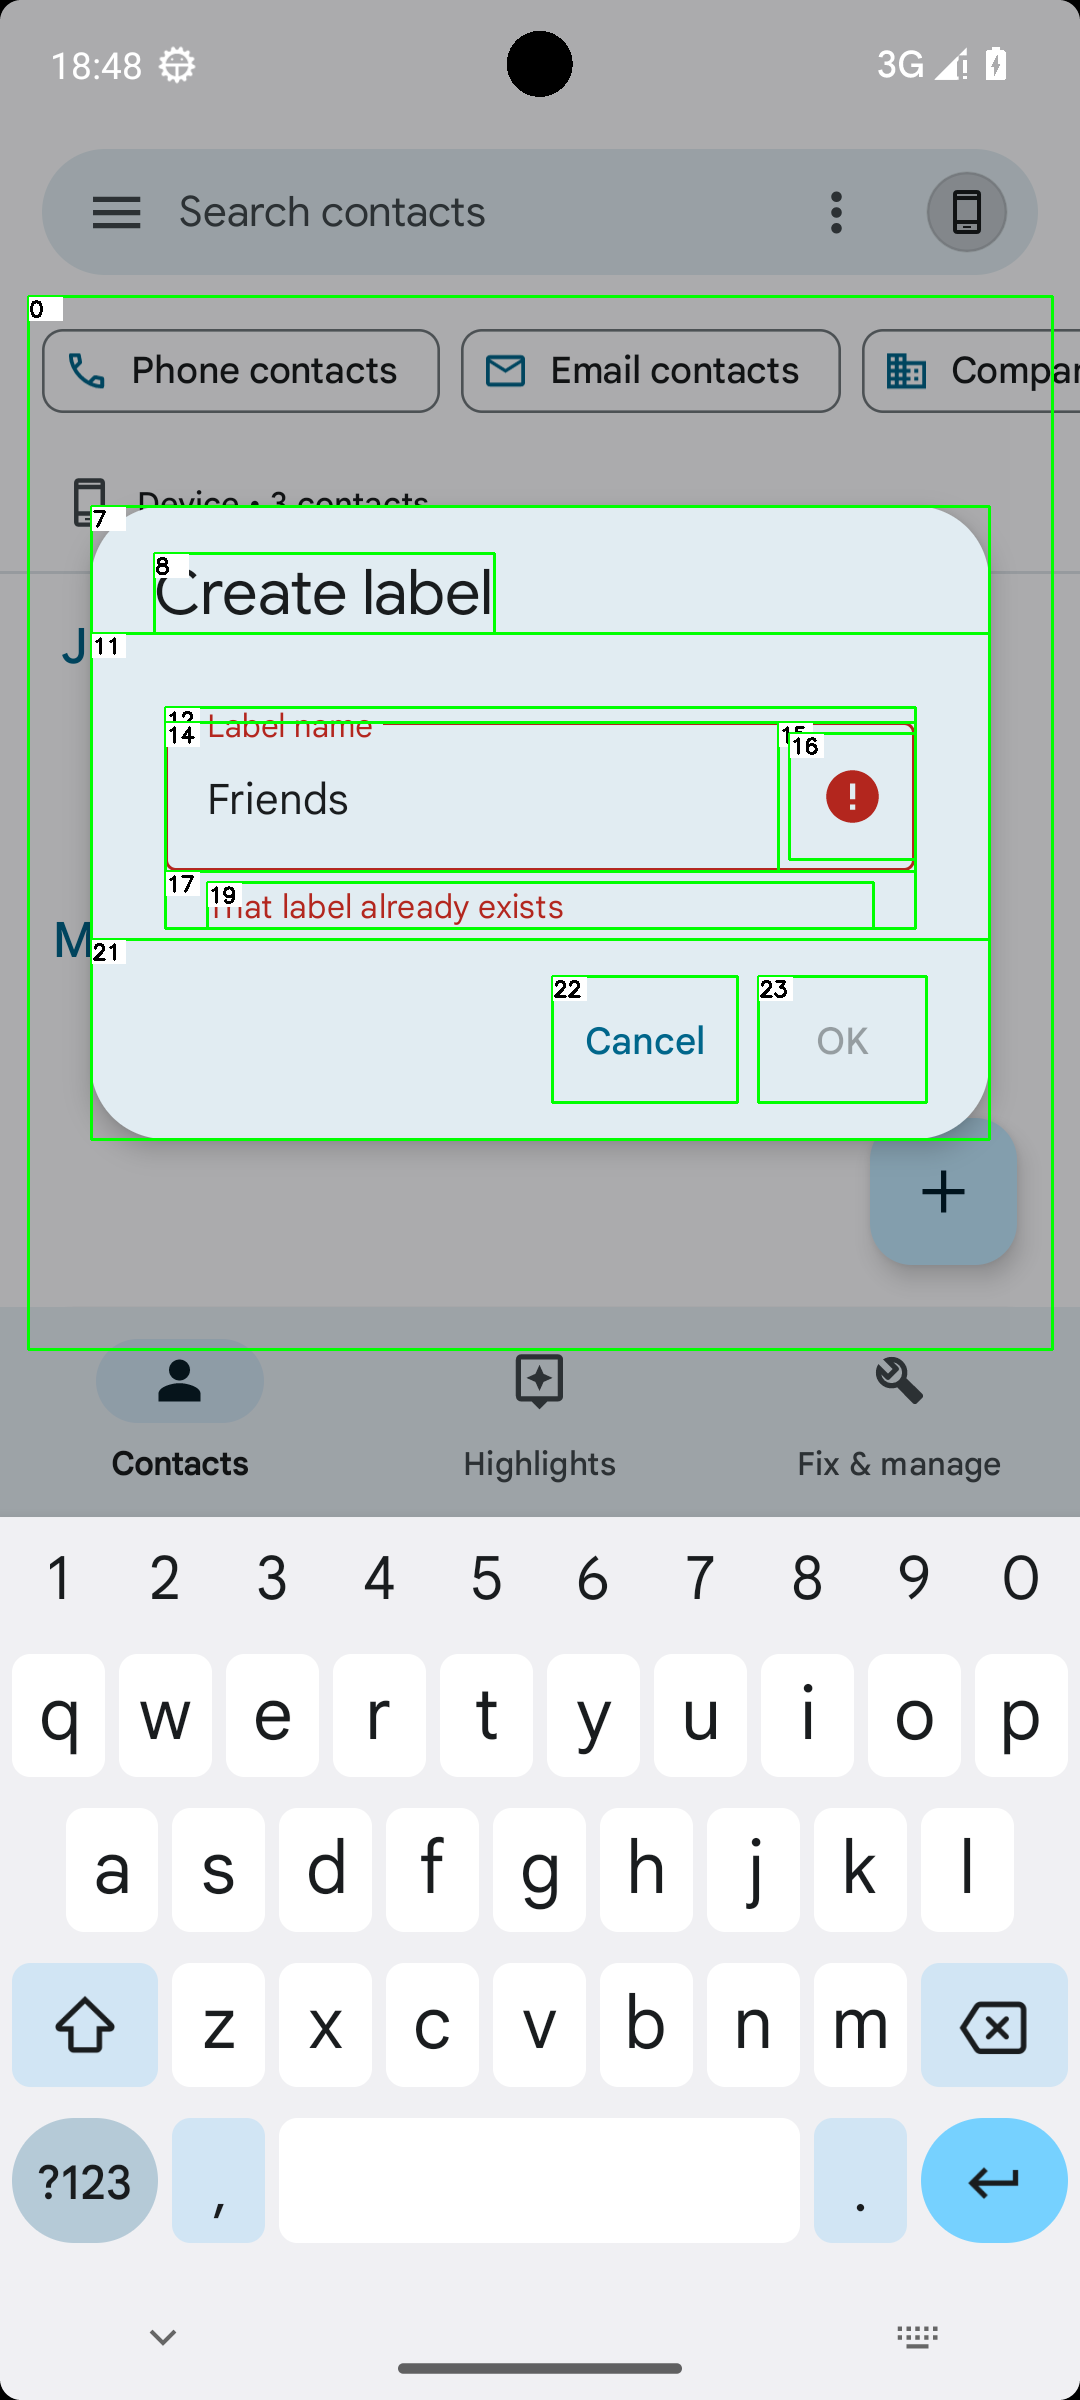 18:48
3G
Search contacts
0
Phone contacts
Email contacts
Compan
Device • 3 contacts
7
8
Create label
J
11
12
Label name
14
15
16
Friends
17
19
That label already exists
M
21
22
23
Cancel
OK
Contacts
Highlights
Fix & manage
1 2 3 4 5 6 7 8 9 0
q w e r t y u i o p
a s d f g h j k l
z x c v b n m
?123 , .